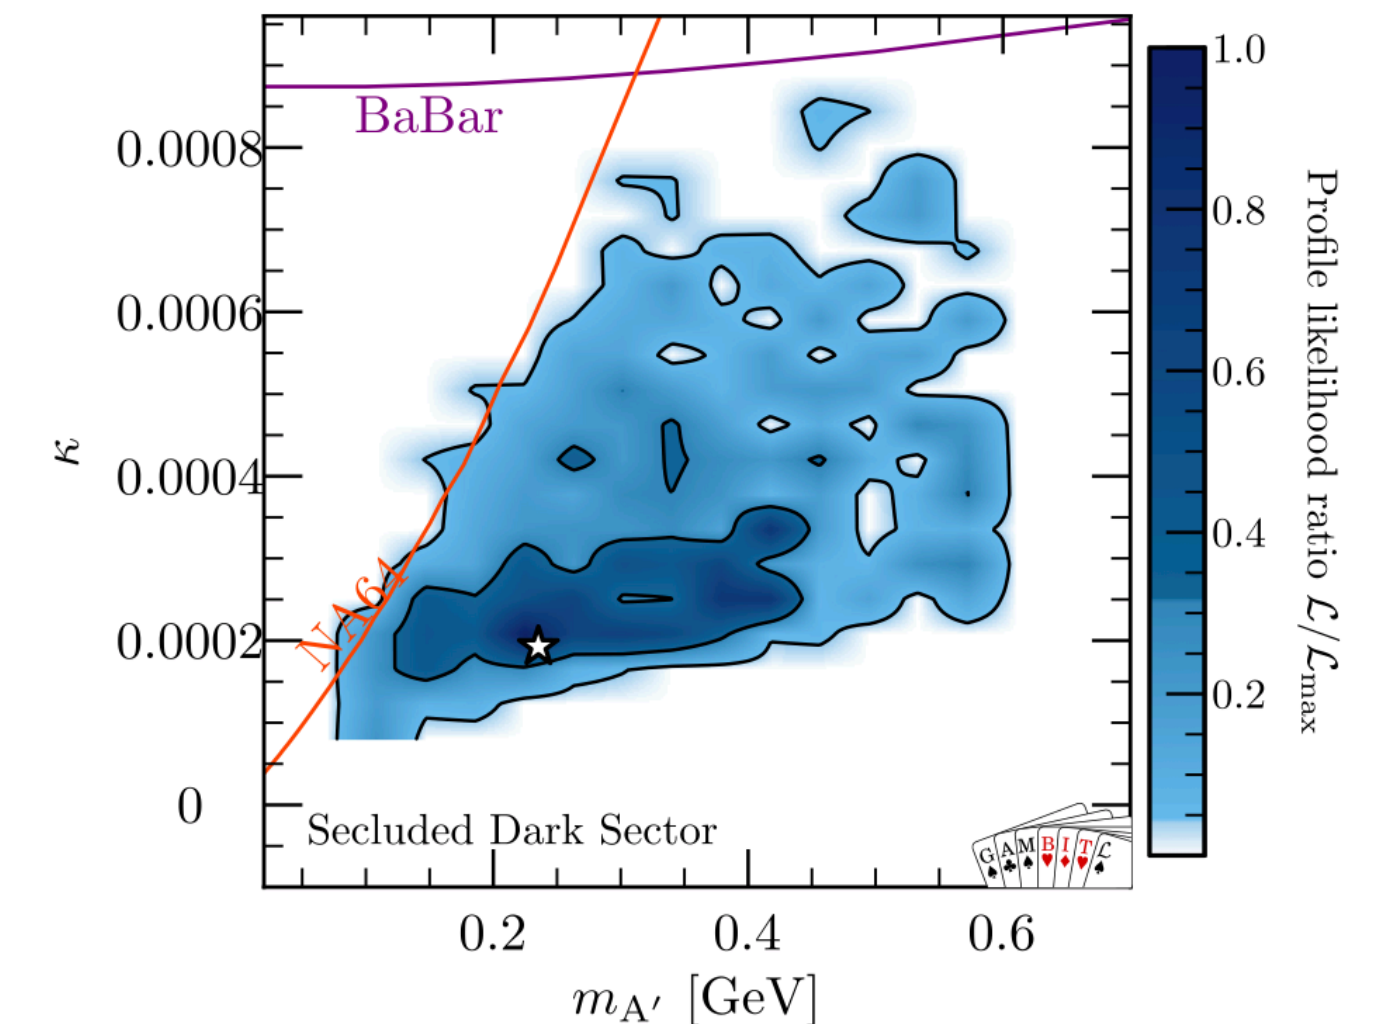 BaBar
NA64
Secluded Dark Sector
GAMBIT ℒ
κ
0.0008
0.0006
0.0004
0.0002
0
0.2 0.4 0.6
m_A′ [GeV]
1.0
0.8
0.6
0.4
0.2
Profile likelihood ratio ℒ/ℒ_max